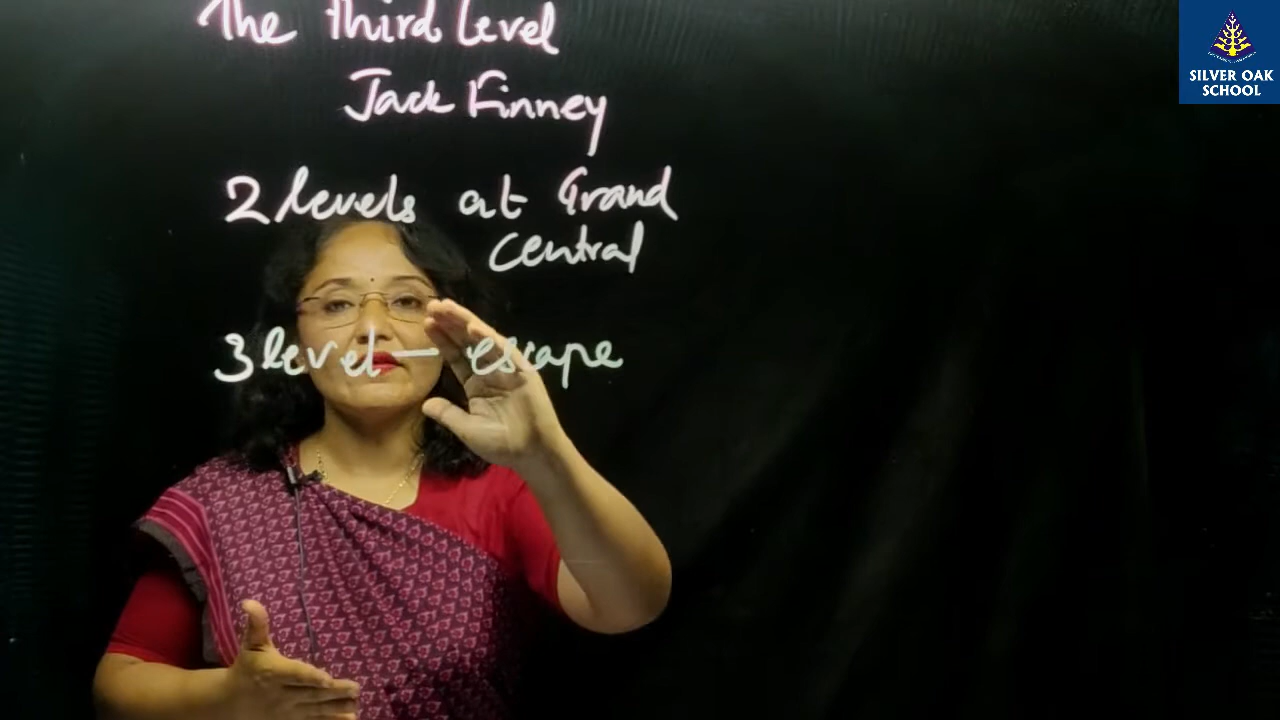 The Third Level
Jack Finney
2 levels at Grand
Central
3 level — escape
SILVER OAK
SCHOOL